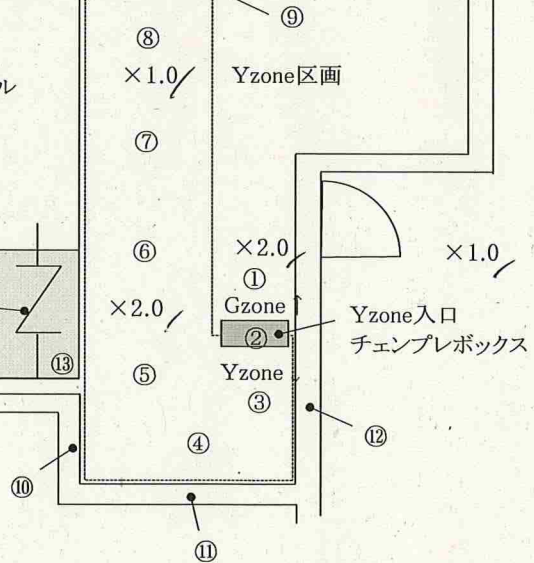 ⑨
⑧
×1.0
Yzone区画
ル
⑦
⑥
×2.0
×1.0
①
×2.0
Gzone
Yzone入口
②
チェンプレボックス
⑬
Yzone
⑤
③
⑫
④
⑩
⑪